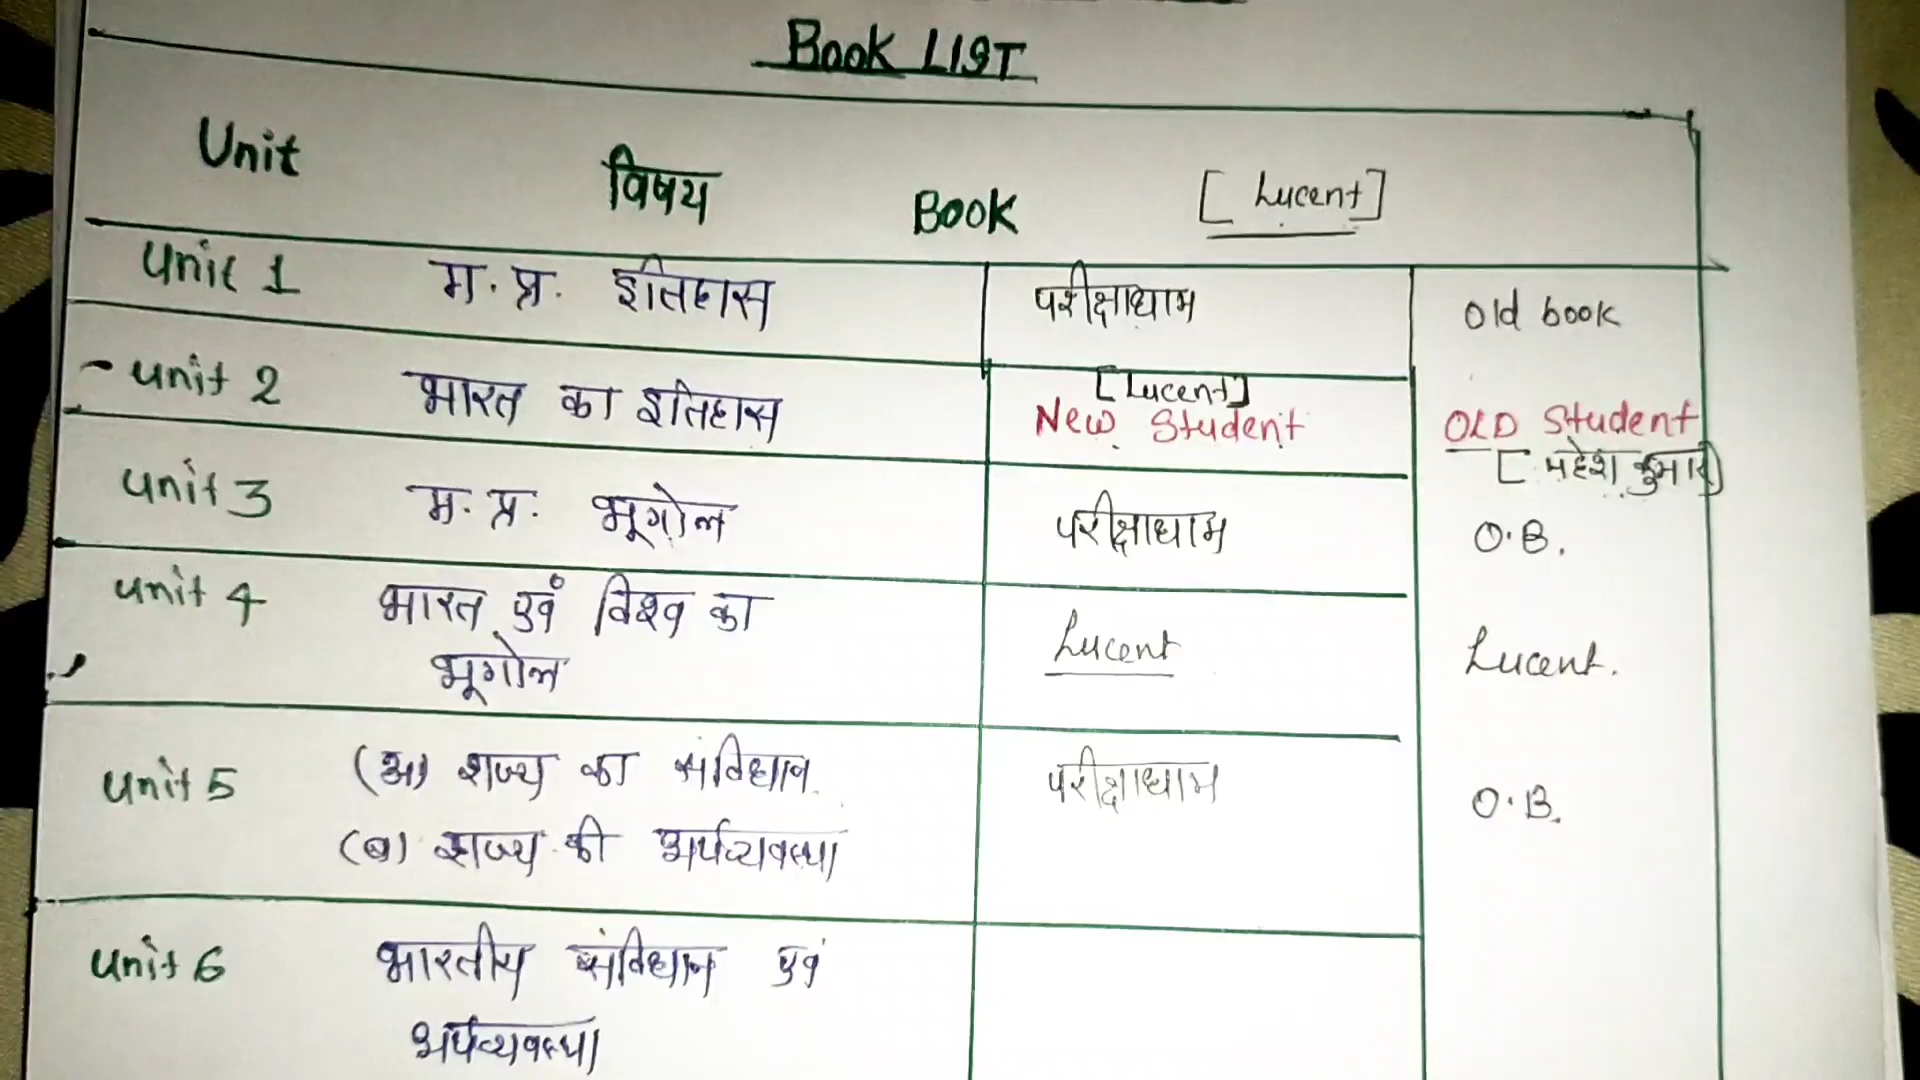 Book LIST
Unit विषय Book [Lucent]
Unit 1 म. प्र. इतिहास परीक्षाधाम Old book
unit 2 भारत का इतिहास [Lucent] New Student OLD Student
[महेश कुमार]
unit 3 म. प्र. भूगोल परीक्षाधाम O.B.
unit 4 भारत एवं विश्व का Lucent Lucent.
भूगोल
unit 5 (अ) राज्य का संविधान परीक्षाधाम O.B.
(ब) राज्य की अर्थव्यवस्था
unit 6 भारतीय संविधान एवं
अर्थव्यवस्था